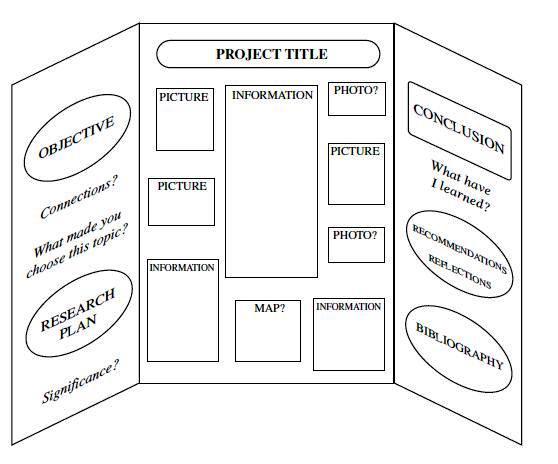 OBJECTIVE
Connections?
What made you
choose this topic?
RESEARCH
PLAN
Significance?
PROJECT TITLE
PICTURE
INFORMATION
PHOTO?
PICTURE
PICTURE
PHOTO?
INFORMATION
MAP?
INFORMATION
CONCLUSION
What have
I learned?
RECOMMENDATIONS
REFLECTIONS
BIBLIOGRAPHY